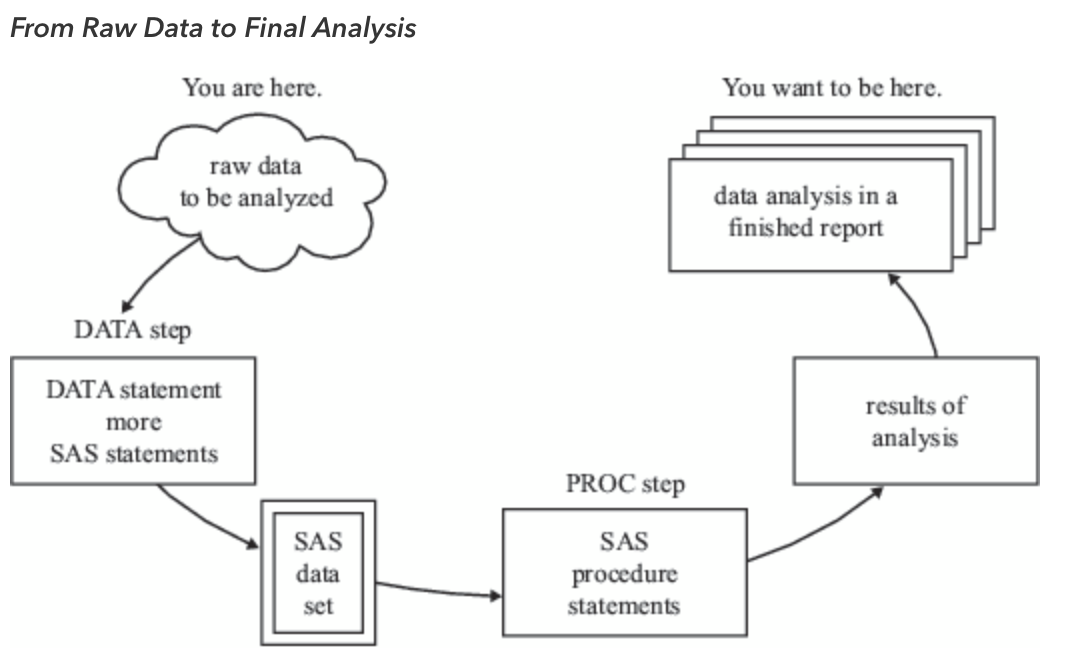 From Raw Data to Final Analysis
You are here.
raw data
to be analyzed
DATA step
DATA statement
more
SAS statements
SAS
data
set
PROC step
SAS
procedure
statements
results of
analysis
You want to be here.
data analysis in a
finished report